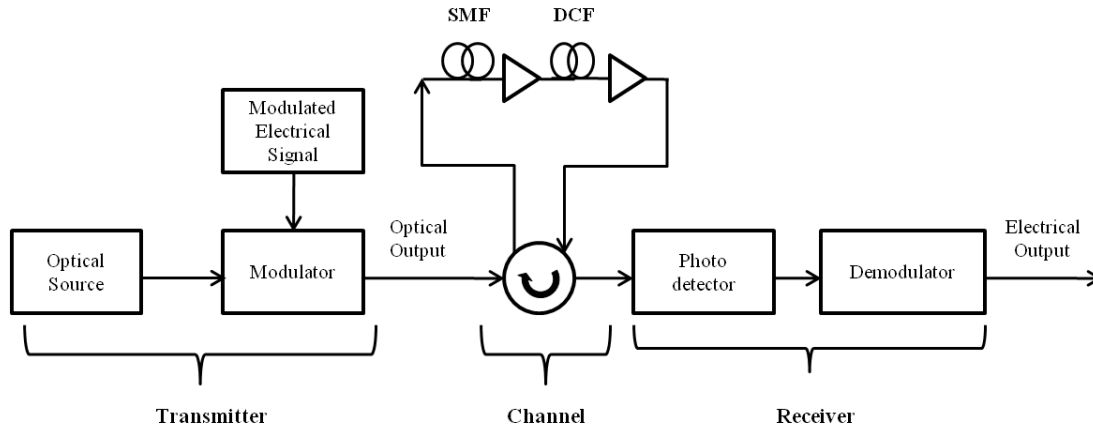 SMF
DCF
Modulated
Electrical
Signal
Optical
Source
Modulator
Optical
Output
Photo
detector
Demodulator
Electrical
Output
Transmitter
Channel
Receiver